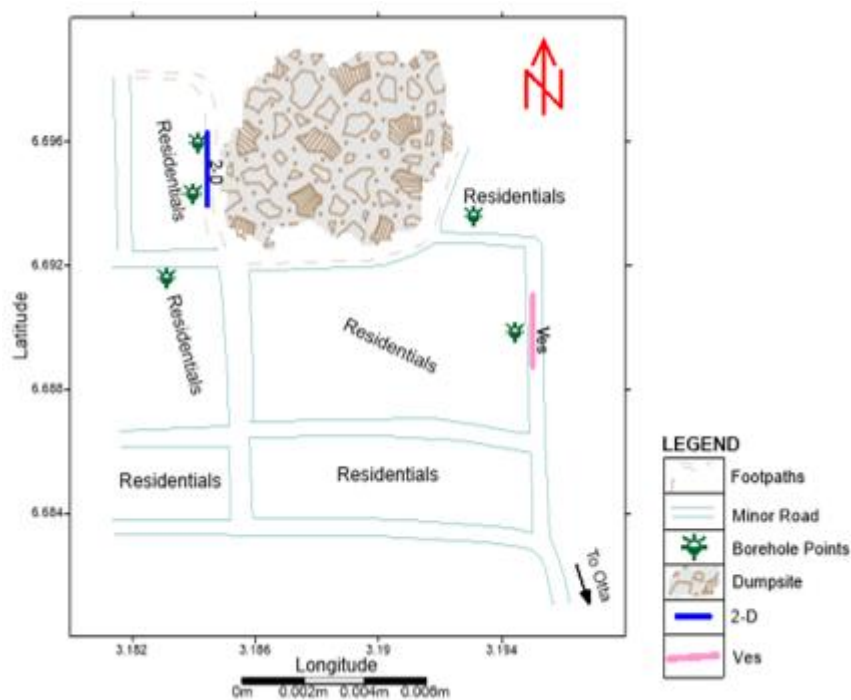 N
6.696
6.692
6.688
6.684
Latitude
Residentials
2-D
Residentials
Residentials
Residentials
Ves
Residentials
Residentials
To Otta
3.182
3.186
3.19
3.194
Longitude
0m
0.002m
0.004m
0.006m
LEGEND
Footpaths
Minor Road
Borehole Points
Dumpsite
2-D
Ves